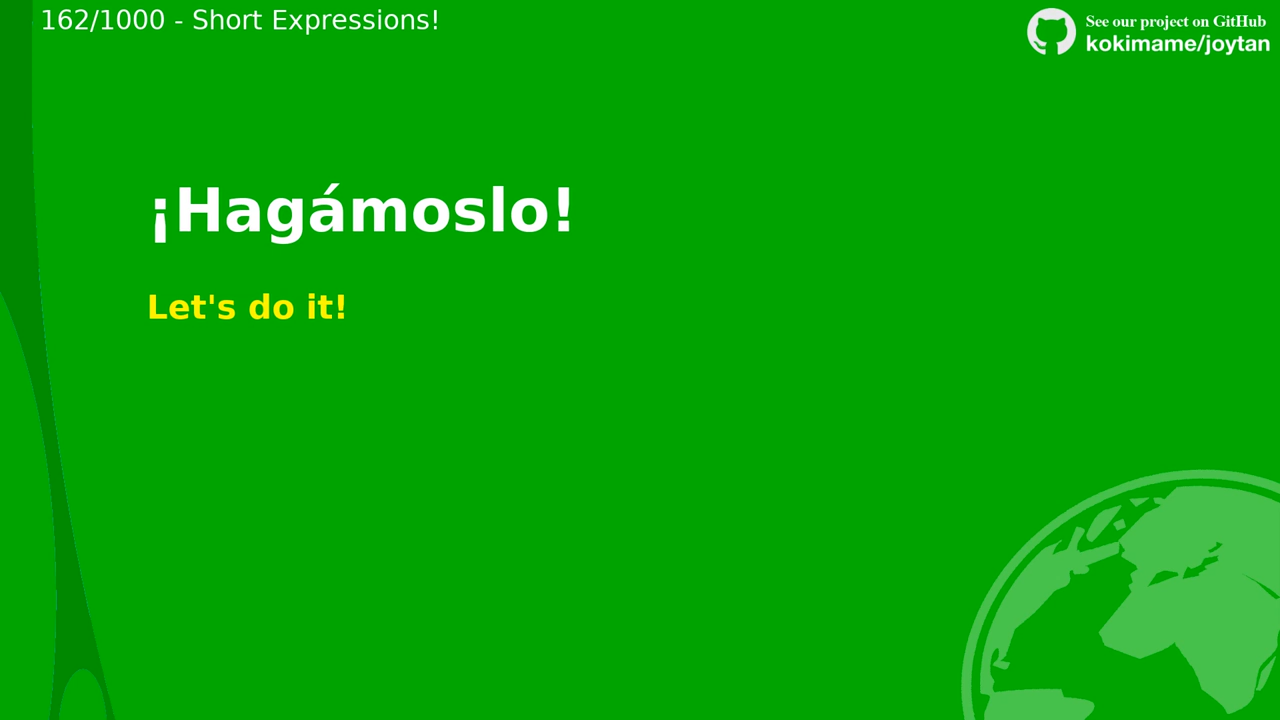 162/1000 - Short Expressions!
See our project on GitHub
kokimame/joytan
¡Hagámoslo!
Let's do it!